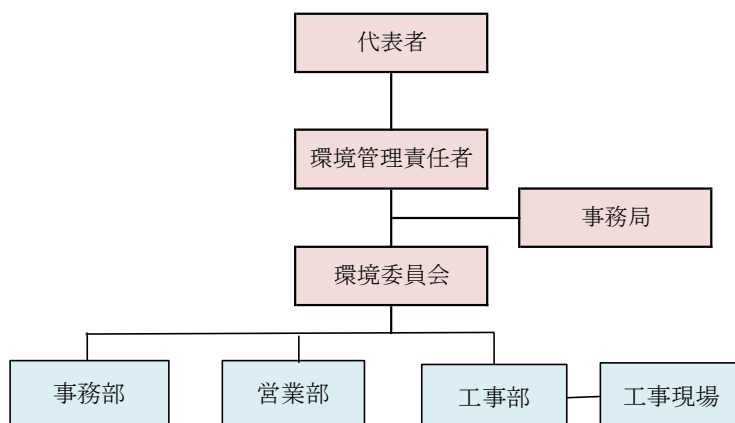 代表者
環境管理責任者
事務局
環境委員会
事務部
営業部
工事部
工事現場